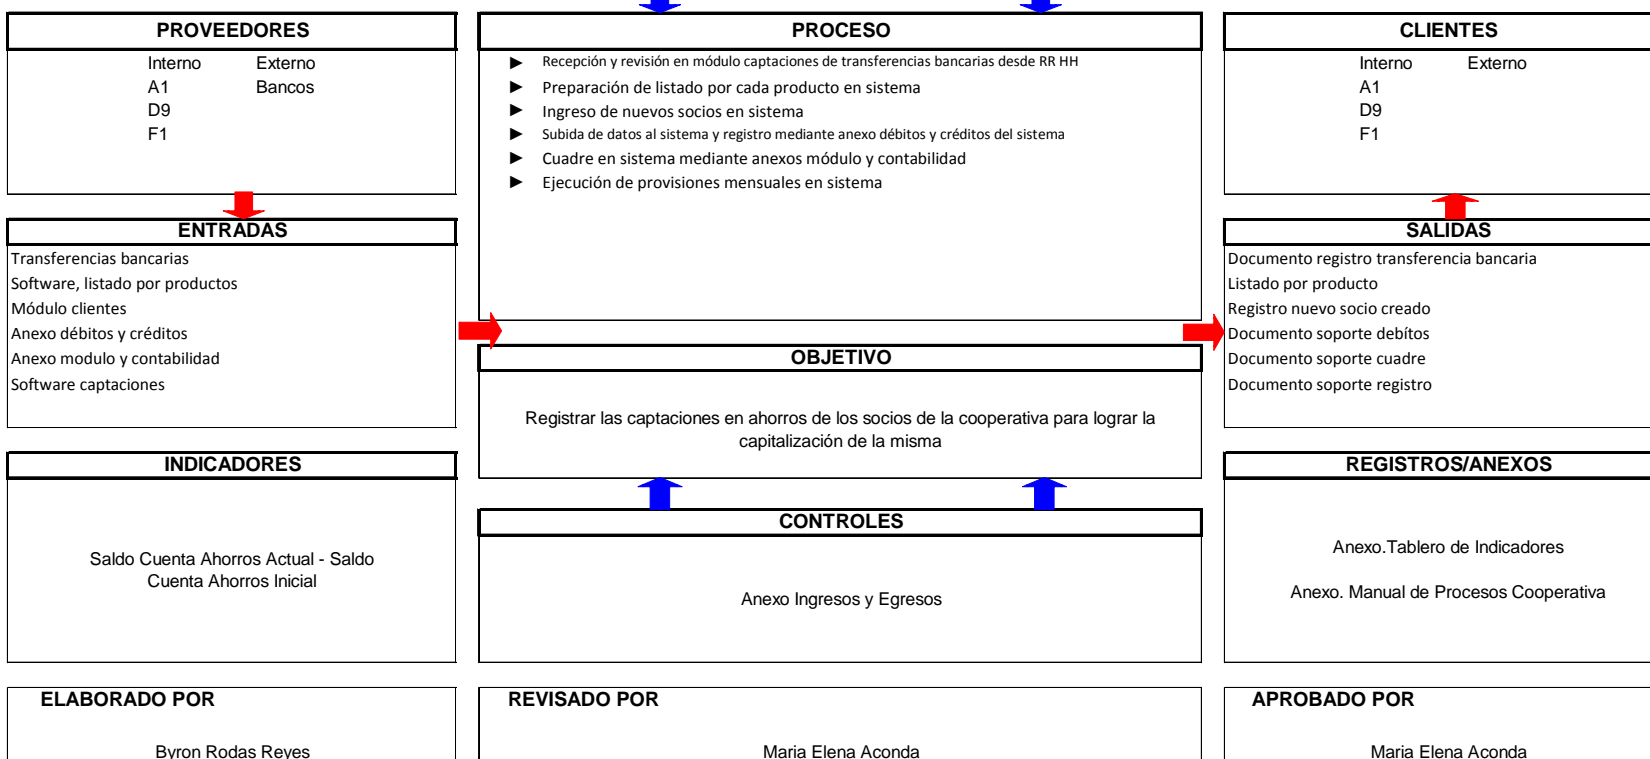 PROVEEDORES
Interno Externo
A1 Bancos
D9
F1
PROCESO
► Recepción y revisión en módulo captaciones de transferencias bancarias desde RR HH
► Preparación de listado por cada producto en sistema
► Ingreso de nuevos socios en sistema
► Subida de datos al sistema y registro mediante anexo débitos y créditos del sistema
► Cuadre en sistema mediante anexos módulo y contabilidad
► Ejecución de provisiones mensuales en sistema
CLIENTES
Interno Externo
A1
D9
F1
ENTRADAS
Transferencias bancarias
Software, listado por productos
Módulo clientes
Anexo débitos y créditos
Anexo modulo y contabilidad
Software captaciones
OBJETIVO
Registrar las captaciones en ahorros de los socios de la cooperativa para lograr la
capitalización de la misma
SALIDAS
Documento registro transferencia bancaria
Listado por producto
Registro nuevo socio creado
Documento soporte debítos
Documento soporte cuadre
Documento soporte registro
INDICADORES
Saldo Cuenta Ahorros Actual - Saldo
Cuenta Ahorros Inicial
CONTROLES
Anexo Ingresos y Egresos
REGISTROS/ANEXOS
Anexo.Tablero de Indicadores
Anexo. Manual de Procesos Cooperativa
ELABORADO POR
Byron Rodas Reyes
REVISADO POR
Maria Elena Aconda
APROBADO POR
Maria Elena Aconda